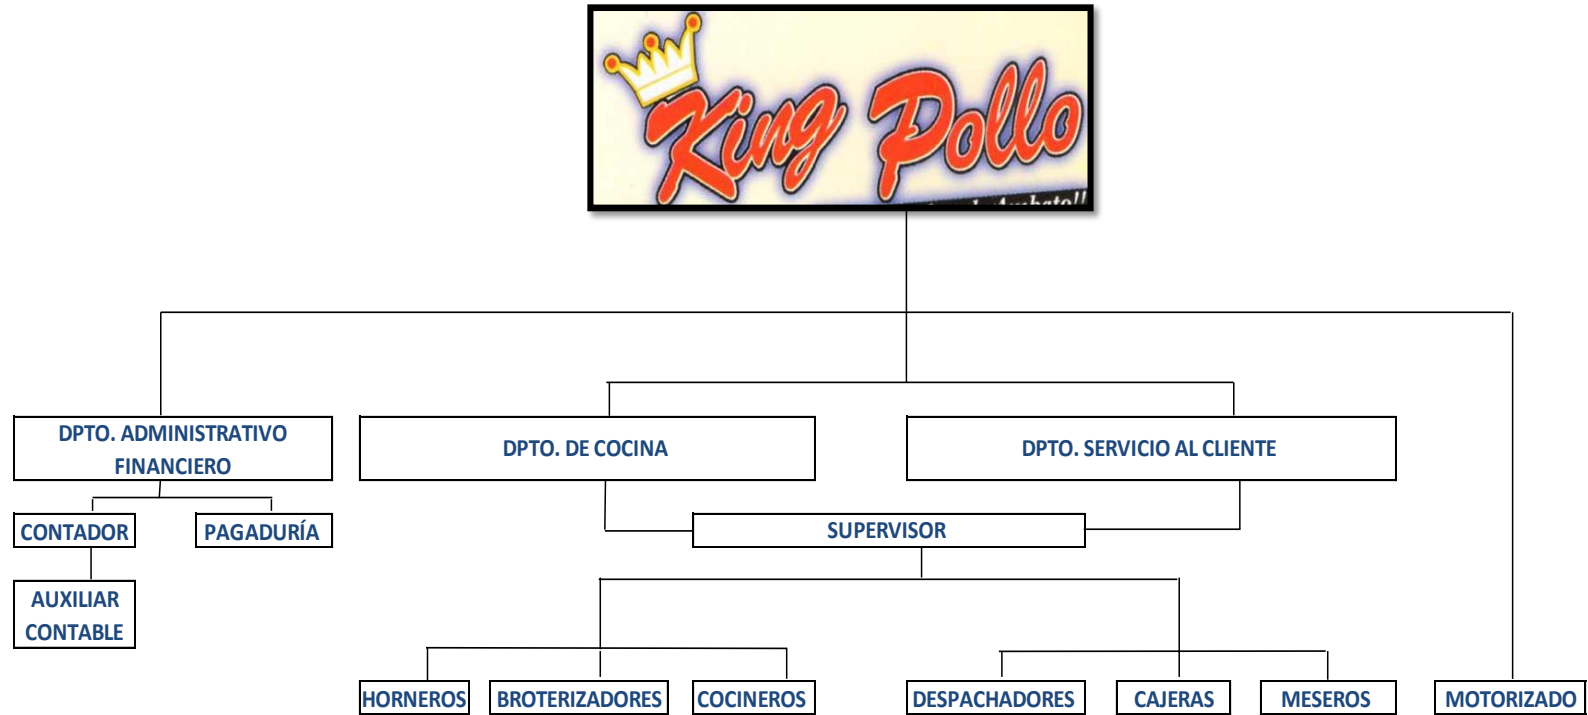 King Pollo
DPTO. ADMINISTRATIVO
FINANCIERO
DPTO. DE COCINA
DPTO. SERVICIO AL CLIENTE
CONTADOR
PAGADURÍA
SUPERVISOR
AUXILIAR
CONTABLE
HORNEROS
BROTERIZADORES
COCINEROS
DESPACHADORES
CAJERAS
MESEROS
MOTORIZADO